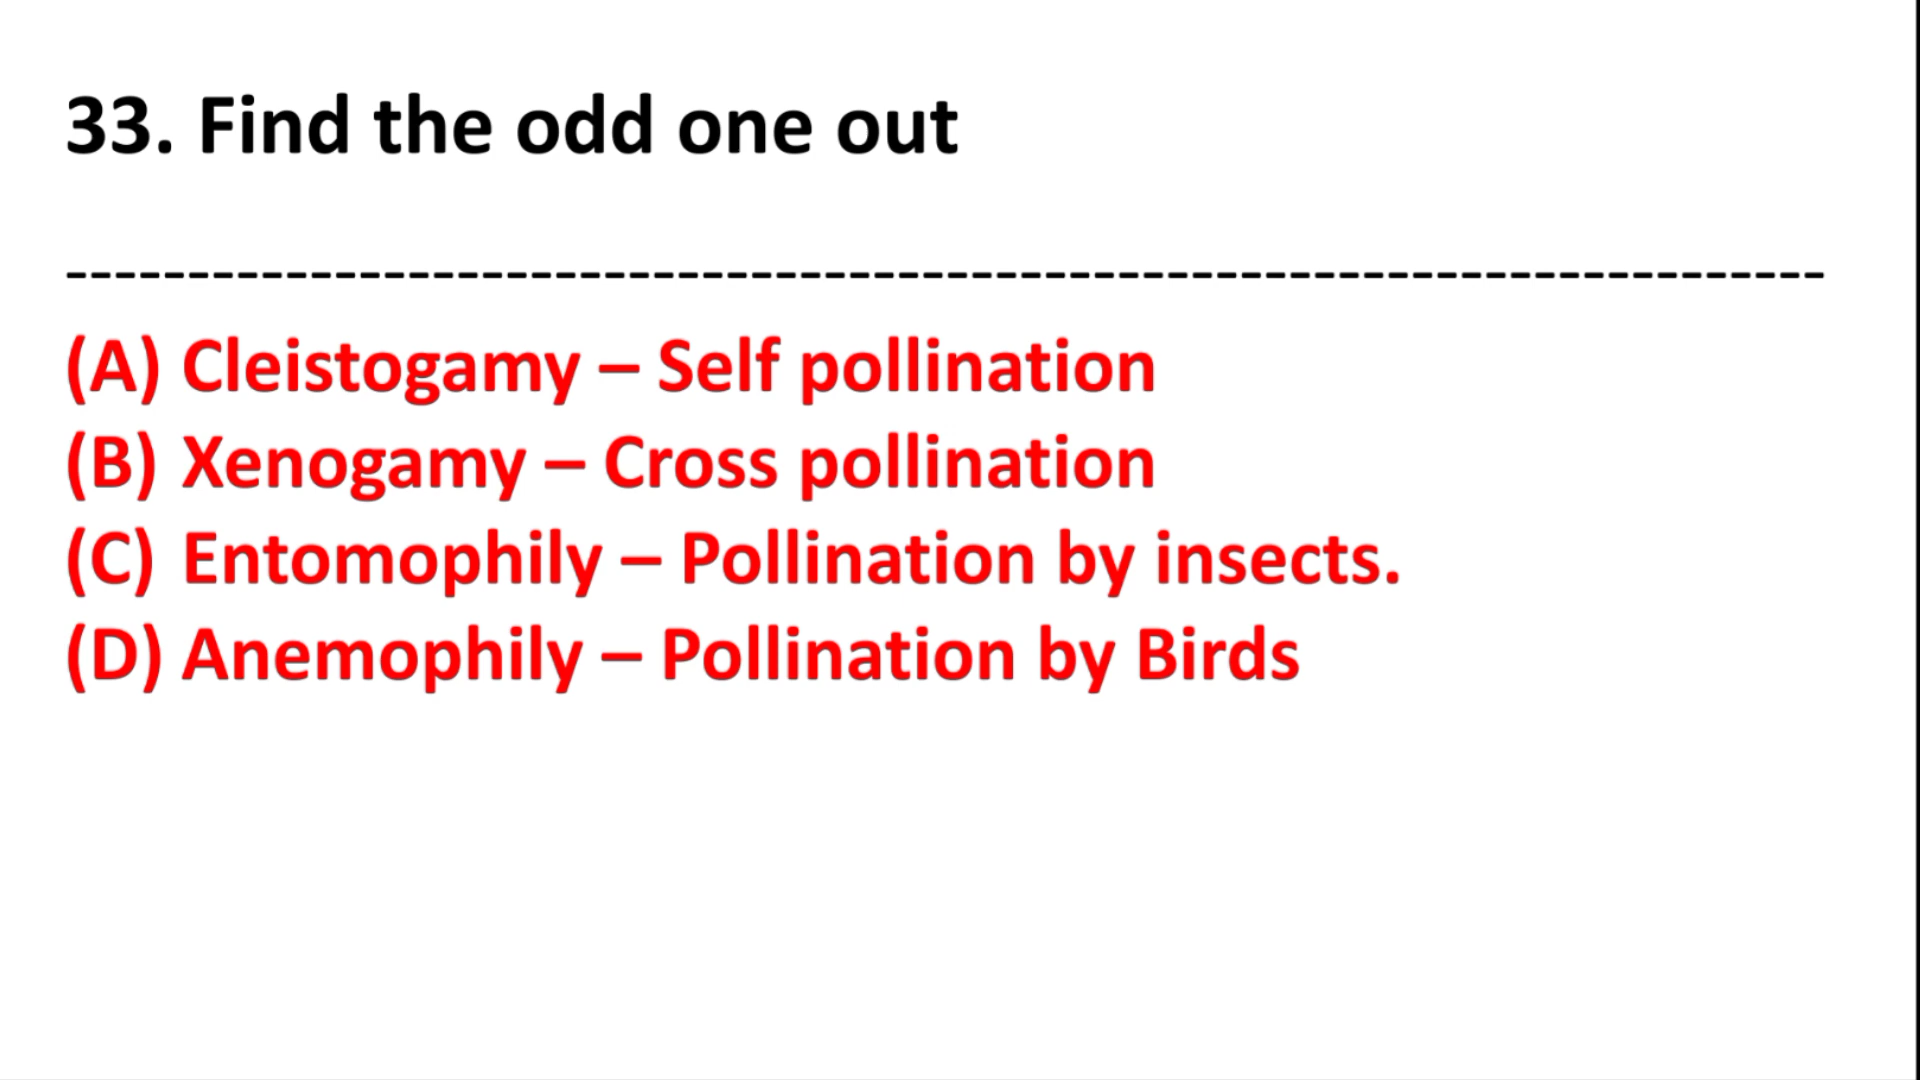 33. Find the odd one out
------------------------------------------------------------------------
(A) Cleistogamy – Self pollination
(B) Xenogamy – Cross pollination
(C) Entomophily – Pollination by insects.
(D) Anemophily – Pollination by Birds